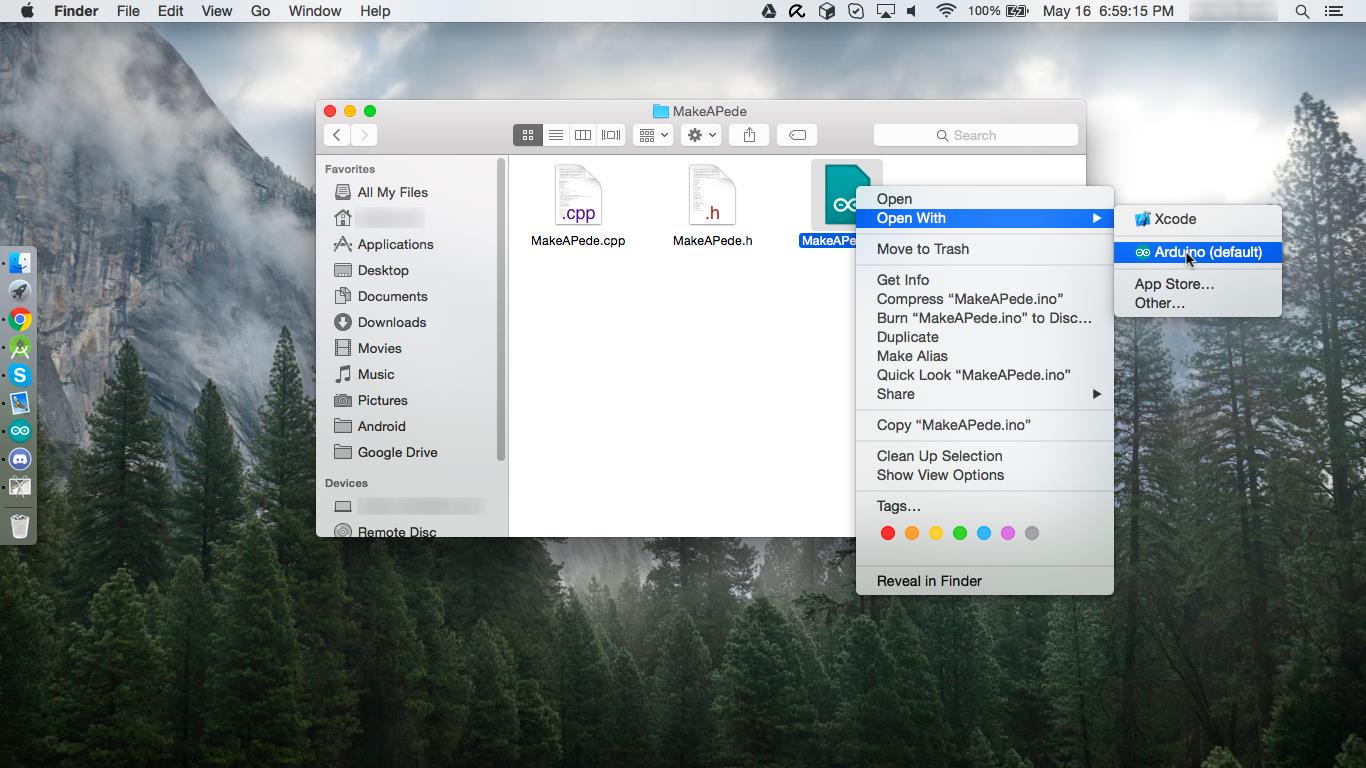 Finder File Edit View Go Window Help 100% May 16 6:59:15 PM
MakeAPede
Search
Favorites
All My Files
Applications
Desktop
Documents
Downloads
Movies
Music
Pictures
Android
Google Drive
Devices
Remote Disc
.cpp
MakeAPede.cpp
.h
MakeAPede.h
Open
Open With
Move to Trash
Get Info
Compress “MakeAPede.ino”
Burn “MakeAPede.ino” to Disc…
Duplicate
Make Alias
Quick Look “MakeAPede.ino”
Share
Copy “MakeAPede.ino”
Clean Up Selection
Show View Options
Tags…
Reveal in Finder
Xcode
Arduino (default)
App Store…
Other…